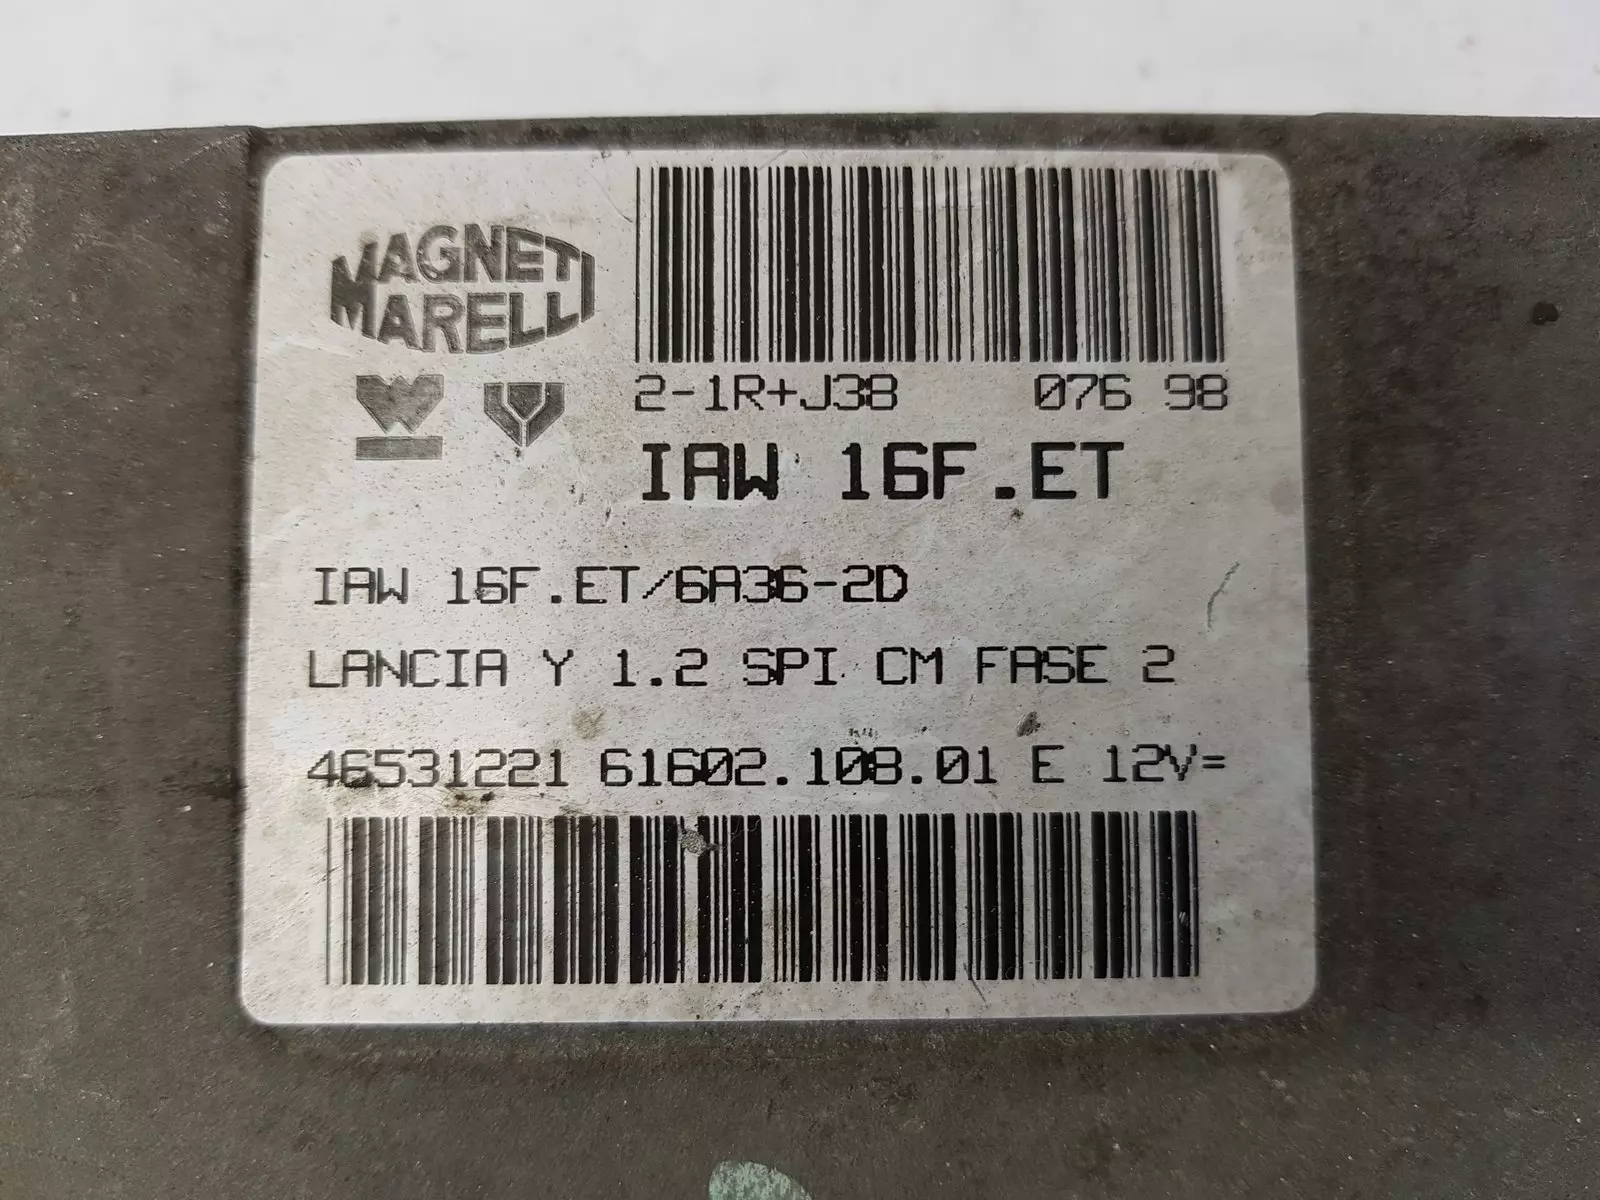 MAGNETI
MARELLI
2-1R+J38 076 98
IAW 16F.ET
IAW 16F.ET/6A36-2D
LANCIA Y 1.2 SPI CM FASE 2
46531221 61602.108.01 E 12V=